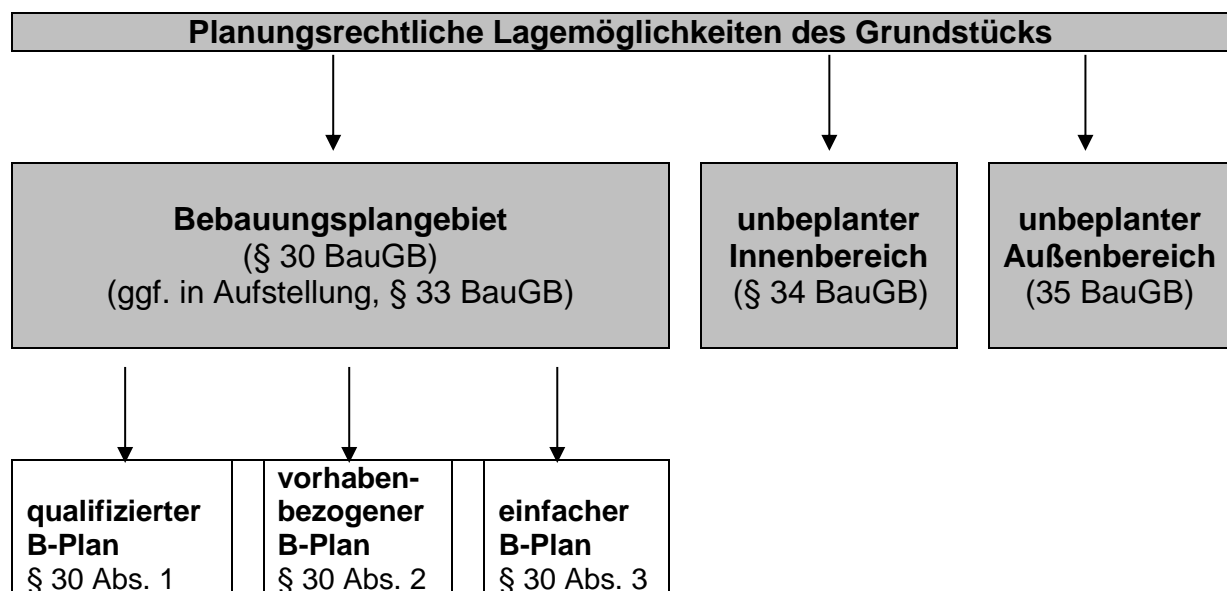 Planungsrechtliche Lagemöglichkeiten des Grundstücks
Bebauungsplangebiet
(§ 30 BauGB)
(ggf. in Aufstellung, § 33 BauGB)
unbeplanter
Innenbereich
(§ 34 BauGB)
unbeplanter
Außenbereich
(35 BauGB)
qualifizierter
B-Plan
§ 30 Abs. 1
vorhaben-
bezogener
B-Plan
§ 30 Abs. 2
einfacher
B-Plan
§ 30 Abs. 3